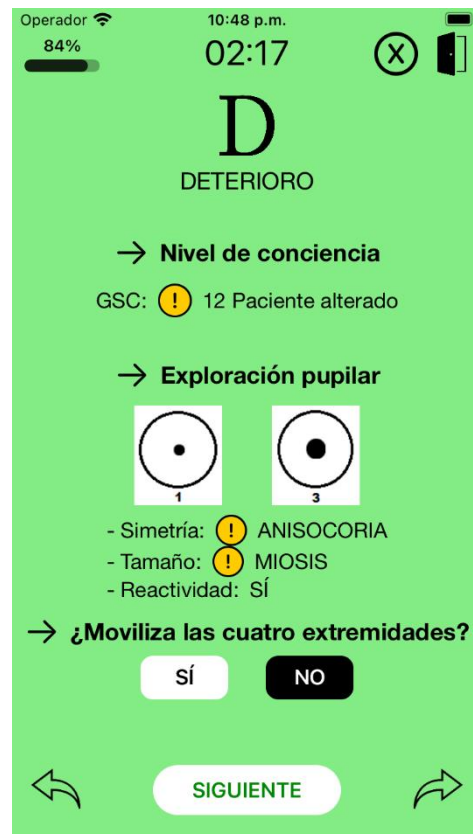 Operador 10:48 p.m.
84% 02:17 X
D
DETERIORO
→ Nivel de conciencia
GSC: ! 12 Paciente alterado
→ Exploración pupilar
1 3
- Simetría: ! ANISOCORIA
- Tamaño: ! MIOSIS
- Reactividad: SÍ
→ ¿Moviliza las cuatro extremidades?
SÍ NO
SIGUIENTE